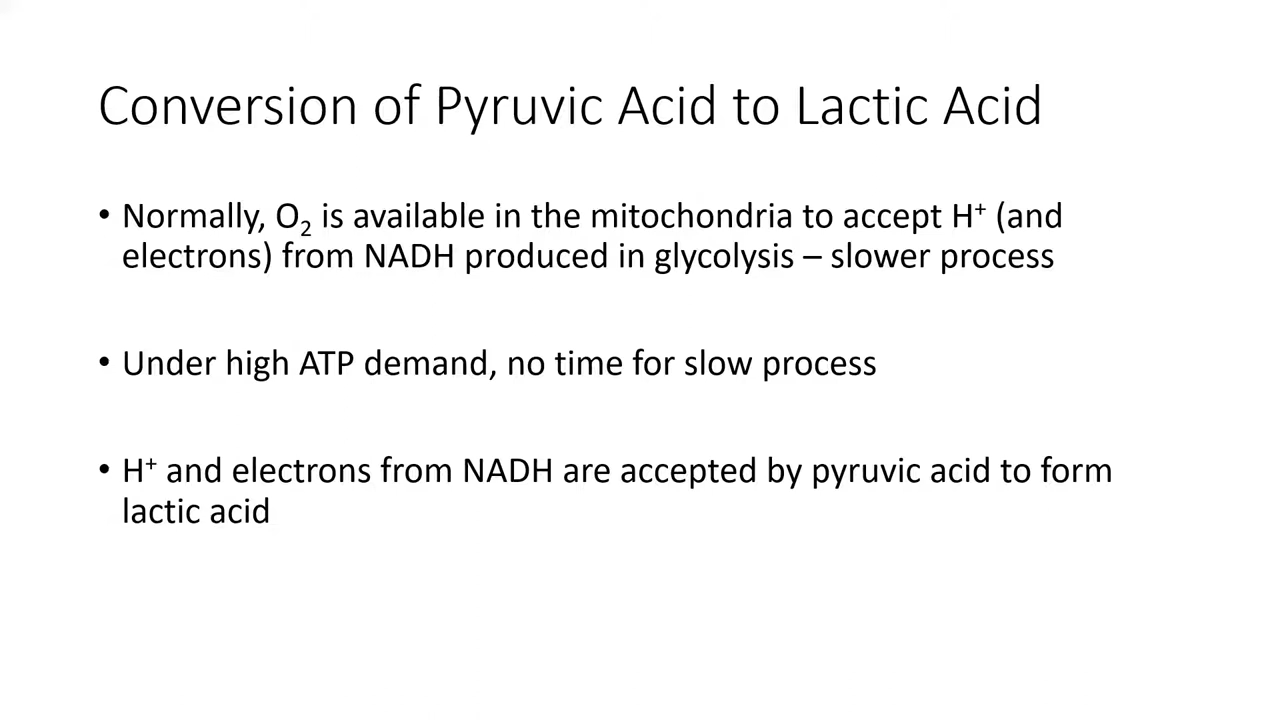 Conversion of Pyruvic Acid to Lactic Acid
• Normally, O₂ is available in the mitochondria to accept H⁺ (and
electrons) from NADH produced in glycolysis – slower process
• Under high ATP demand, no time for slow process
• H⁺ and electrons from NADH are accepted by pyruvic acid to form
lactic acid